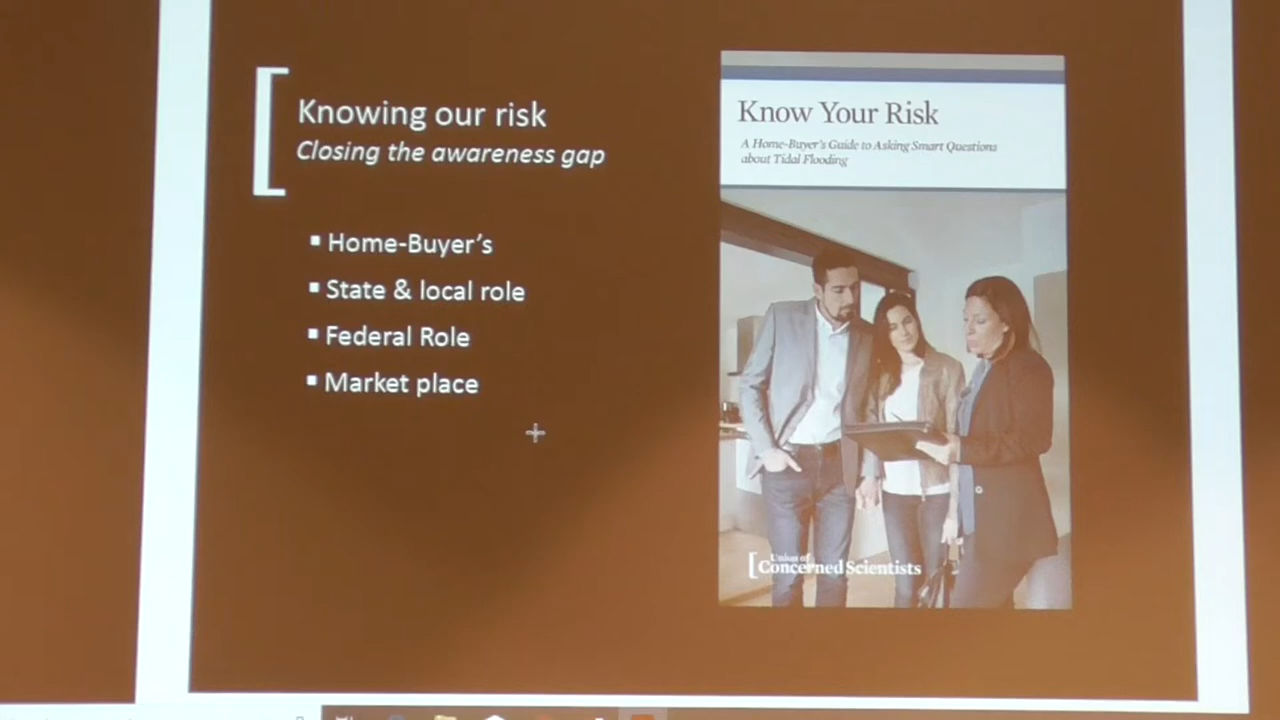 Knowing our risk
Closing the awareness gap
Home-Buyer's
State & local role
Federal Role
Market place
Know Your Risk
A Home-Buyer's Guide to Asking Smart Questions
about Tidal Flooding
Union of
Concerned Scientists